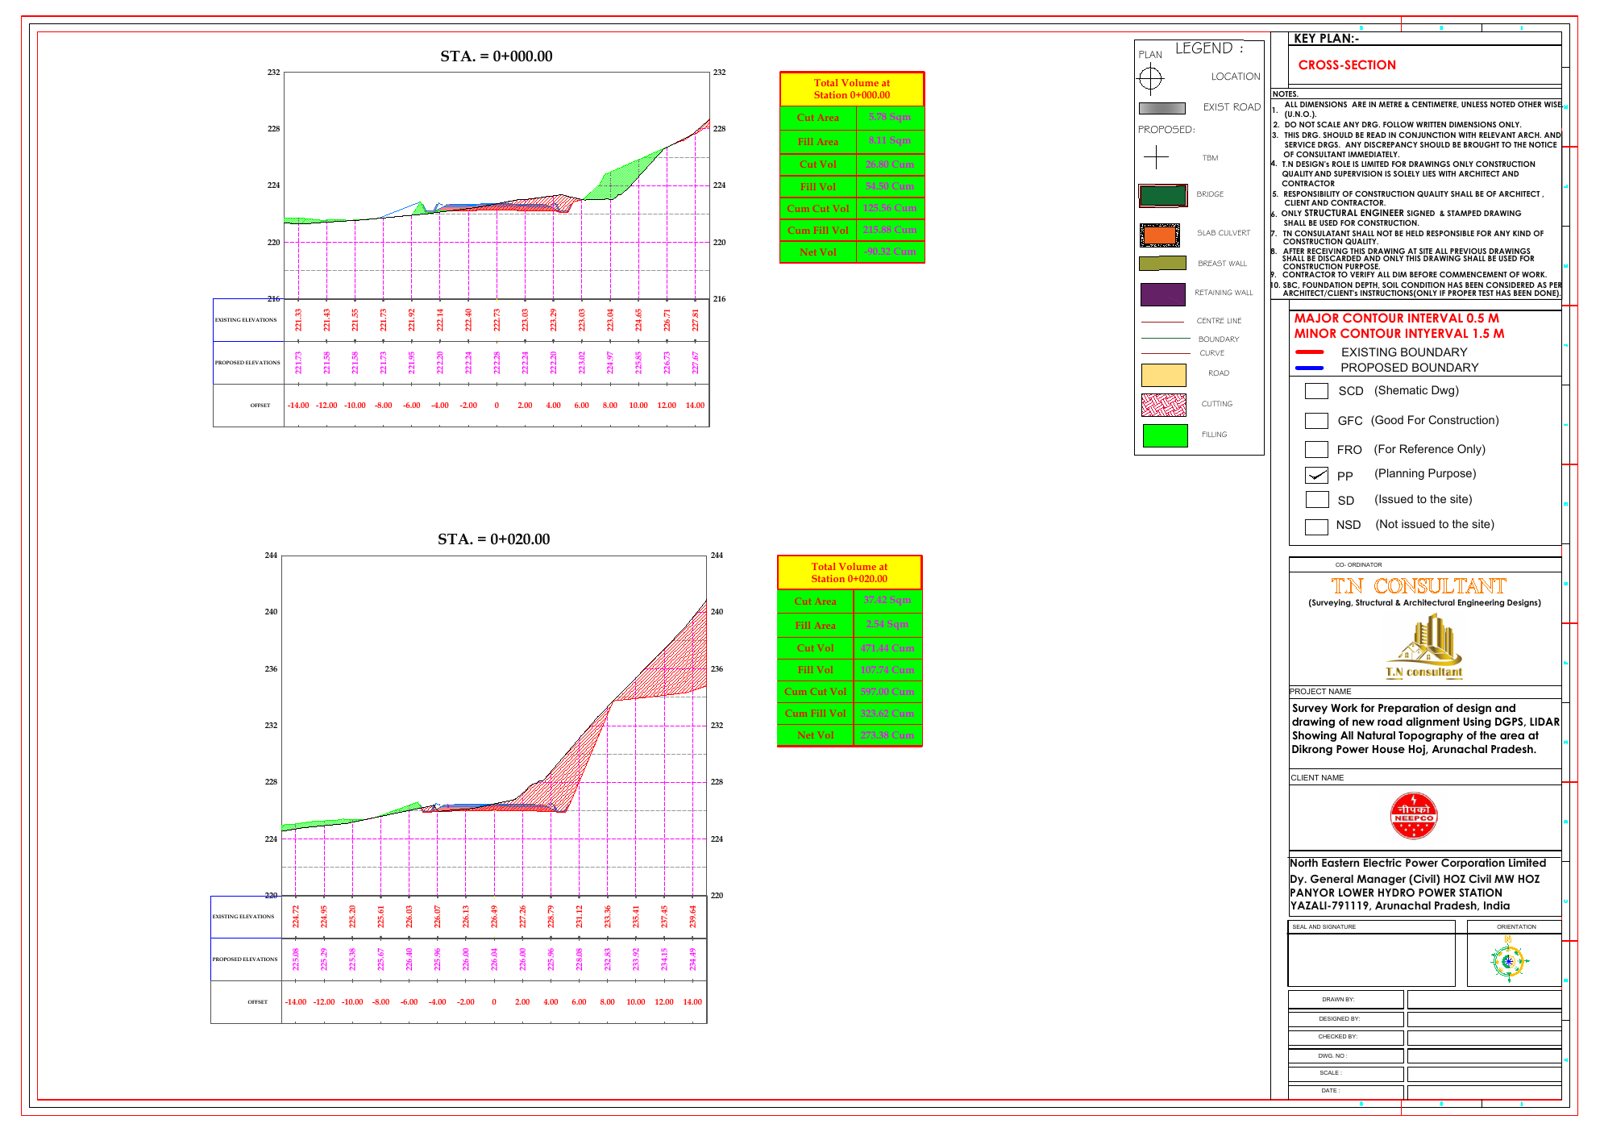 STA. = 0+000.00
232
228
224
220
216
232
228
224
220
216
EXISTING ELEVATIONS 221.33 221.43 221.55 221.73 221.92 222.14 222.40 222.73 223.03 223.29 223.03 223.04 224.65 226.71 227.81
PROPOSED ELEVATIONS 221.73 221.58 221.58 221.73 221.95 222.20 222.24 222.28 222.24 222.20 223.02 224.97 225.85 226.73 227.67
OFFSET -14.00 -12.00 -10.00 -8.00 -6.00 -4.00 -2.00 0 2.00 4.00 6.00 8.00 10.00 12.00 14.00
Total Volume at
Station 0+000.00
Cut Area 5.78 Sqm
Fill Area 8.11 Sqm
Cut Vol 26.80 Cum
Fill Vol 54.50 Cum
Cum Cut Vol 125.56 Cum
Cum Fill Vol 215.88 Cum
Net Vol -90.32 Cum
STA. = 0+020.00
244
240
236
232
228
224
220
244
240
236
232
228
224
220
EXISTING ELEVATIONS 224.72 224.95 225.20 225.61 226.03 226.07 226.13 226.49 227.26 228.79 231.12 233.36 235.41 237.45 239.64
PROPOSED ELEVATIONS 225.08 225.29 225.38 225.67 226.40 225.96 226.00 226.04 226.00 225.96 228.08 232.83 233.92 234.15 234.49
OFFSET -14.00 -12.00 -10.00 -8.00 -6.00 -4.00 -2.00 0 2.00 4.00 6.00 8.00 10.00 12.00 14.00
Total Volume at
Station 0+020.00
Cut Area 37.42 Sqm
Fill Area 2.54 Sqm
Cut Vol 471.44 Cum
Fill Vol 107.74 Cum
Cum Cut Vol 597.00 Cum
Cum Fill Vol 323.62 Cum
Net Vol 273.38 Cum
LEGEND :
PLAN
LOCATION
EXIST ROAD
PROPOSED:
TBM
BRIDGE
SLAB CULVERT
BREAST WALL
RETAINING WALL
CENTRE LINE
BOUNDARY
CURVE
ROAD
CUTTING
FILLING
KEY PLAN:-
CROSS-SECTION
NOTES.
1. ALL DIMENSIONS ARE IN METRE & CENTIMETRE, UNLESS NOTED OTHER WISE
(U.N.O.).
2. DO NOT SCALE ANY DRG. FOLLOW WRITTEN DIMENSIONS ONLY.
3. THIS DRG. SHOULD BE READ IN CONJUNCTION WITH RELEVANT ARCH. AND
SERVICE DRGS. ANY DISCREPANCY SHOULD BE BROUGHT TO THE NOTICE
OF CONSULTANT IMMEDIATELY.
4. T.N DESIGN's ROLE IS LIMITED FOR DRAWINGS ONLY CONSTRUCTION
QUALITY AND SUPERVISION IS SOLELY LIES WITH ARCHITECT AND
CONTRACTOR
5. RESPONSIBLITY OF CONSTRUCTION QUALITY SHALL BE OF ARCHITECT ,
CLIENT AND CONTRACTOR.
6. ONLY STRUCTURAL ENGINEER SIGNED & STAMPED DRAWING
SHALL BE USED FOR CONSTRUCTION.
7. TN CONSULATANT SHALL NOT BE HELD RESPONSIBLE FOR ANY KIND OF
CONSTRUCTION QUALITY.
8. AFTER RECEIVING THIS DRAWING AT SITE ALL PREVIOUS DRAWINGS
SHALL BE DISCARDED AND ONLY THIS DRAWING SHALL BE USED FOR
CONSTRUCTION PURPOSE.
9. CONTRACTOR TO VERIFY ALL DIM BEFORE COMMENCEMENT OF WORK.
10. SBC, FOUNDATION DEPTH, SOIL CONDITION HAS BEEN CONSIDERED AS PER
ARCHITECT/CLIENT's INSTRUCTIONS(ONLY IF PROPER TEST HAS BEEN DONE).
MAJOR CONTOUR INTERVAL 0.5 M
MINOR CONTOUR INTYERVAL 1.5 M
EXISTING BOUNDARY
PROPOSED BOUNDARY
SCD (Shematic Dwg)
GFC (Good For Construction)
FRO (For Reference Only)
PP (Planning Purpose)
SD (Issued to the site)
NSD (Not issued to the site)
CO- ORDINATOR
T.N CONSULTANT
(Surveying, Structural & Architectural Engineering Designs)
T.N consultant
PROJECT NAME
Survey Work for Preparation of design and
drawing of new road alignment Using DGPS, LIDAR
Showing All Natural Topography of the area at
Dikrong Power House Hoj, Arunachal Pradesh.
CLIENT NAME
नीपको
NEEPCO
North Eastern Electric Power Corporation Limited
Dy. General Manager (Civil) HOZ Civil MW HOZ
PANYOR LOWER HYDRO POWER STATION
YAZALI-791119, Arunachal Pradesh, India
SEAL AND SIGNATURE
ORIENTATION
DRAWN BY:
DESIGNED BY:
CHECKED BY:
DWG. NO :
SCALE :
DATE :